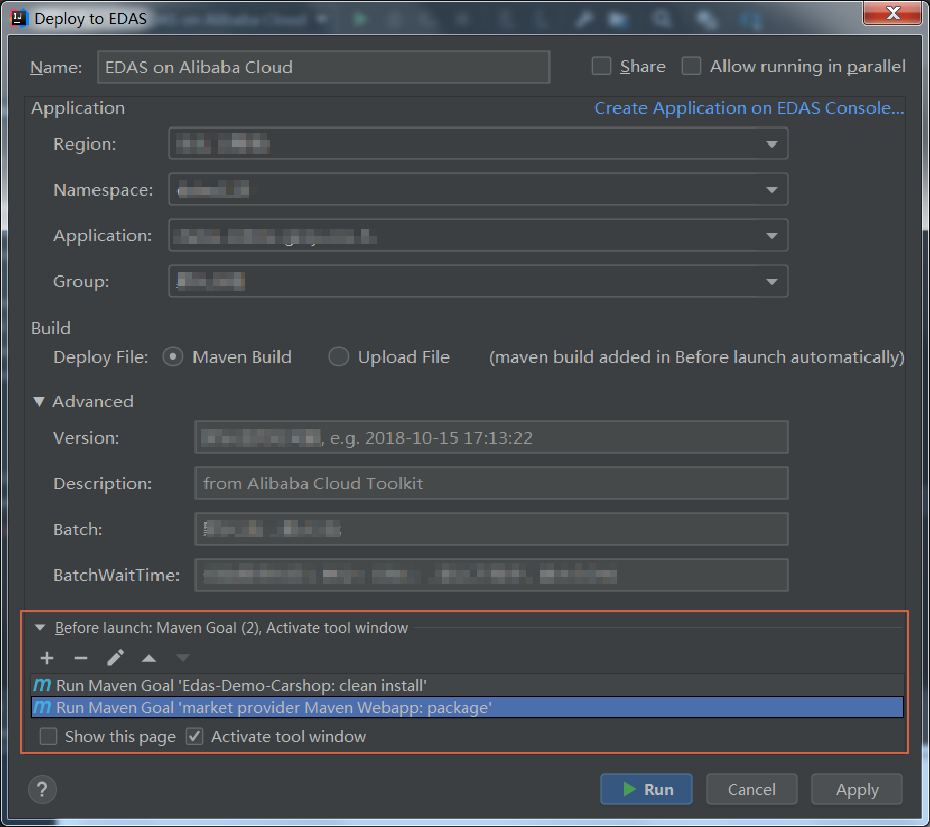 Deploy to EDAS
Name: EDAS on Alibaba Cloud Share Allow running in parallel
Application Create Application on EDAS Console...
Region:
Namespace:
Application:
Group:
Build
Deploy File: Maven Build Upload File (maven build added in Before launch automatically)
Advanced
Version: , e.g. 2018-10-15 17:13:22
Description: from Alibaba Cloud Toolkit
Batch:
BatchWaitTime:
Before launch: Maven Goal (2), Activate tool window
m Run Maven Goal 'Edas-Demo-Carshop: clean install'
m Run Maven Goal 'market provider Maven Webapp: package'
Show this page Activate tool window
? Run Cancel Apply